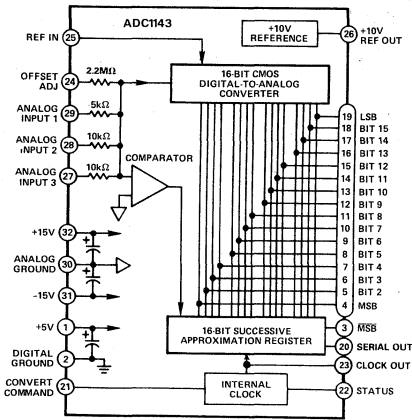 ADC1143
REF IN
25
+10V
REFERENCE
26
+10V
REF OUT
OFFSET
ADJ
24
2.2MΩ
16-BIT CMOS
DIGITAL-TO-ANALOG
CONVERTER
ANALOG
INPUT 1
29
5kΩ
ANALOG
INPUT 2
28
10kΩ
ANALOG
INPUT 3
27
10kΩ
COMPARATOR
19 LSB
18 BIT 15
17 BIT 14
16 BIT 13
15 BIT 12
14 BIT 11
13 BIT 10
12 BIT 9
11 BIT 8
10 BIT 7
9 BIT 6
8 BIT 5
7 BIT 4
6 BIT 3
5 BIT 2
4 MSB
+15V
32
+
ANALOG
GROUND
30
+
-15V
31
+5V
1
+
DIGITAL
GROUND
2
16-BIT SUCCESSIVE
APPROXIMATION REGISTER
3 MSB
20 SERIAL OUT
23 CLOCK OUT
CONVERT
COMMAND
21
INTERNAL
CLOCK
22 STATUS